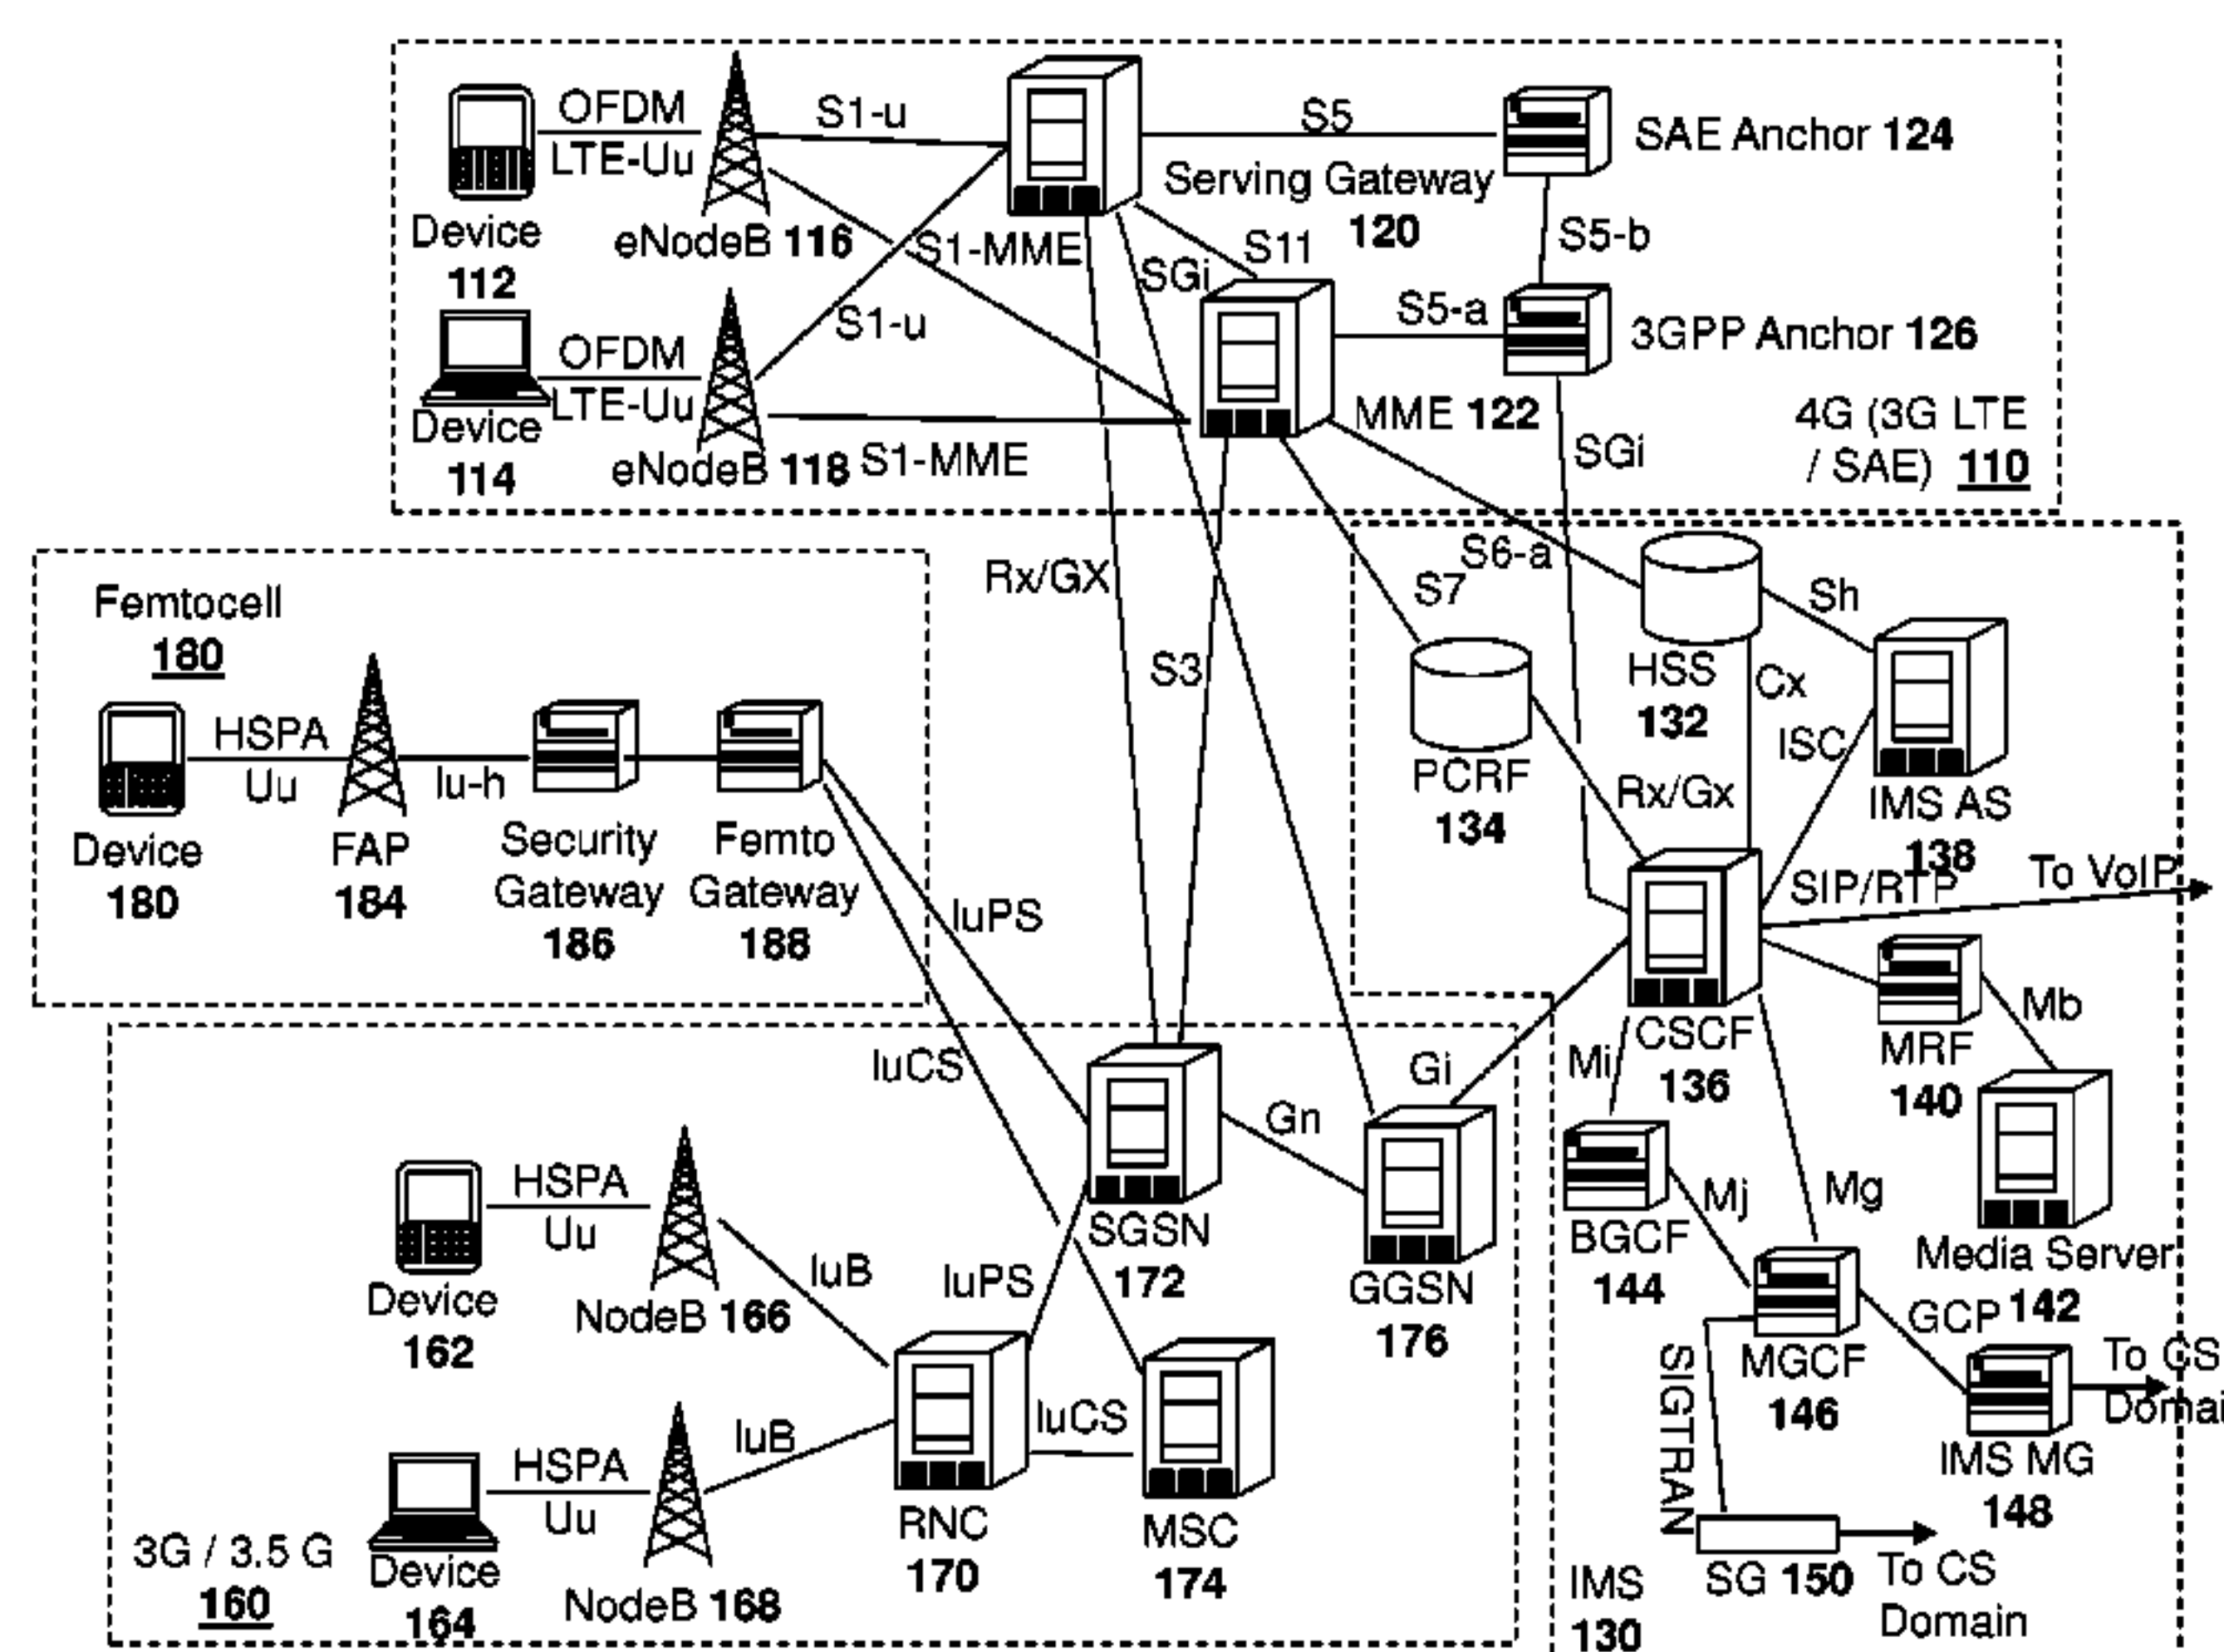 OFDM
LTE-Uu
Device
112
eNodeB 116
S1-u
S5
SAE Anchor 124
Serving Gateway
120
S1-MME
S11
SGi
S5-b
S1-u
S5-a
3GPP Anchor 126
OFDM
LTE-Uu
Device
114
eNodeB 118
S1-MME
MME 122
SGi
4G (3G LTE
/ SAE) 110
Rx/GX
S3
S7
S6-a
Femtocell
180
HSPA
Uu
Iu-h
Device
180
FAP
184
Security
Gateway
186
Femto
Gateway
188
IuPS
IuCS
HSS
132
Sh
Cx
ISC
PCRF
134
Rx/Gx
IMS AS
138
SIP/RTP
To VoIP
CSCF
136
MRF
140
Mb
Mi
Gi
Gn
Mj
Mg
BGCF
144
Media Server
142
GCP
MGCF
146
SIGTRAN
To CS
Domai
IMS MG
148
SG 150
To CS
Domain
IMS
130
HSPA
Uu
Device
162
NodeB 166
IuB
IuPS
SGSN
172
GGSN
176
HSPA
Uu
Device
164
NodeB 168
IuB
IuCS
RNC
170
MSC
174
3G / 3.5 G
160